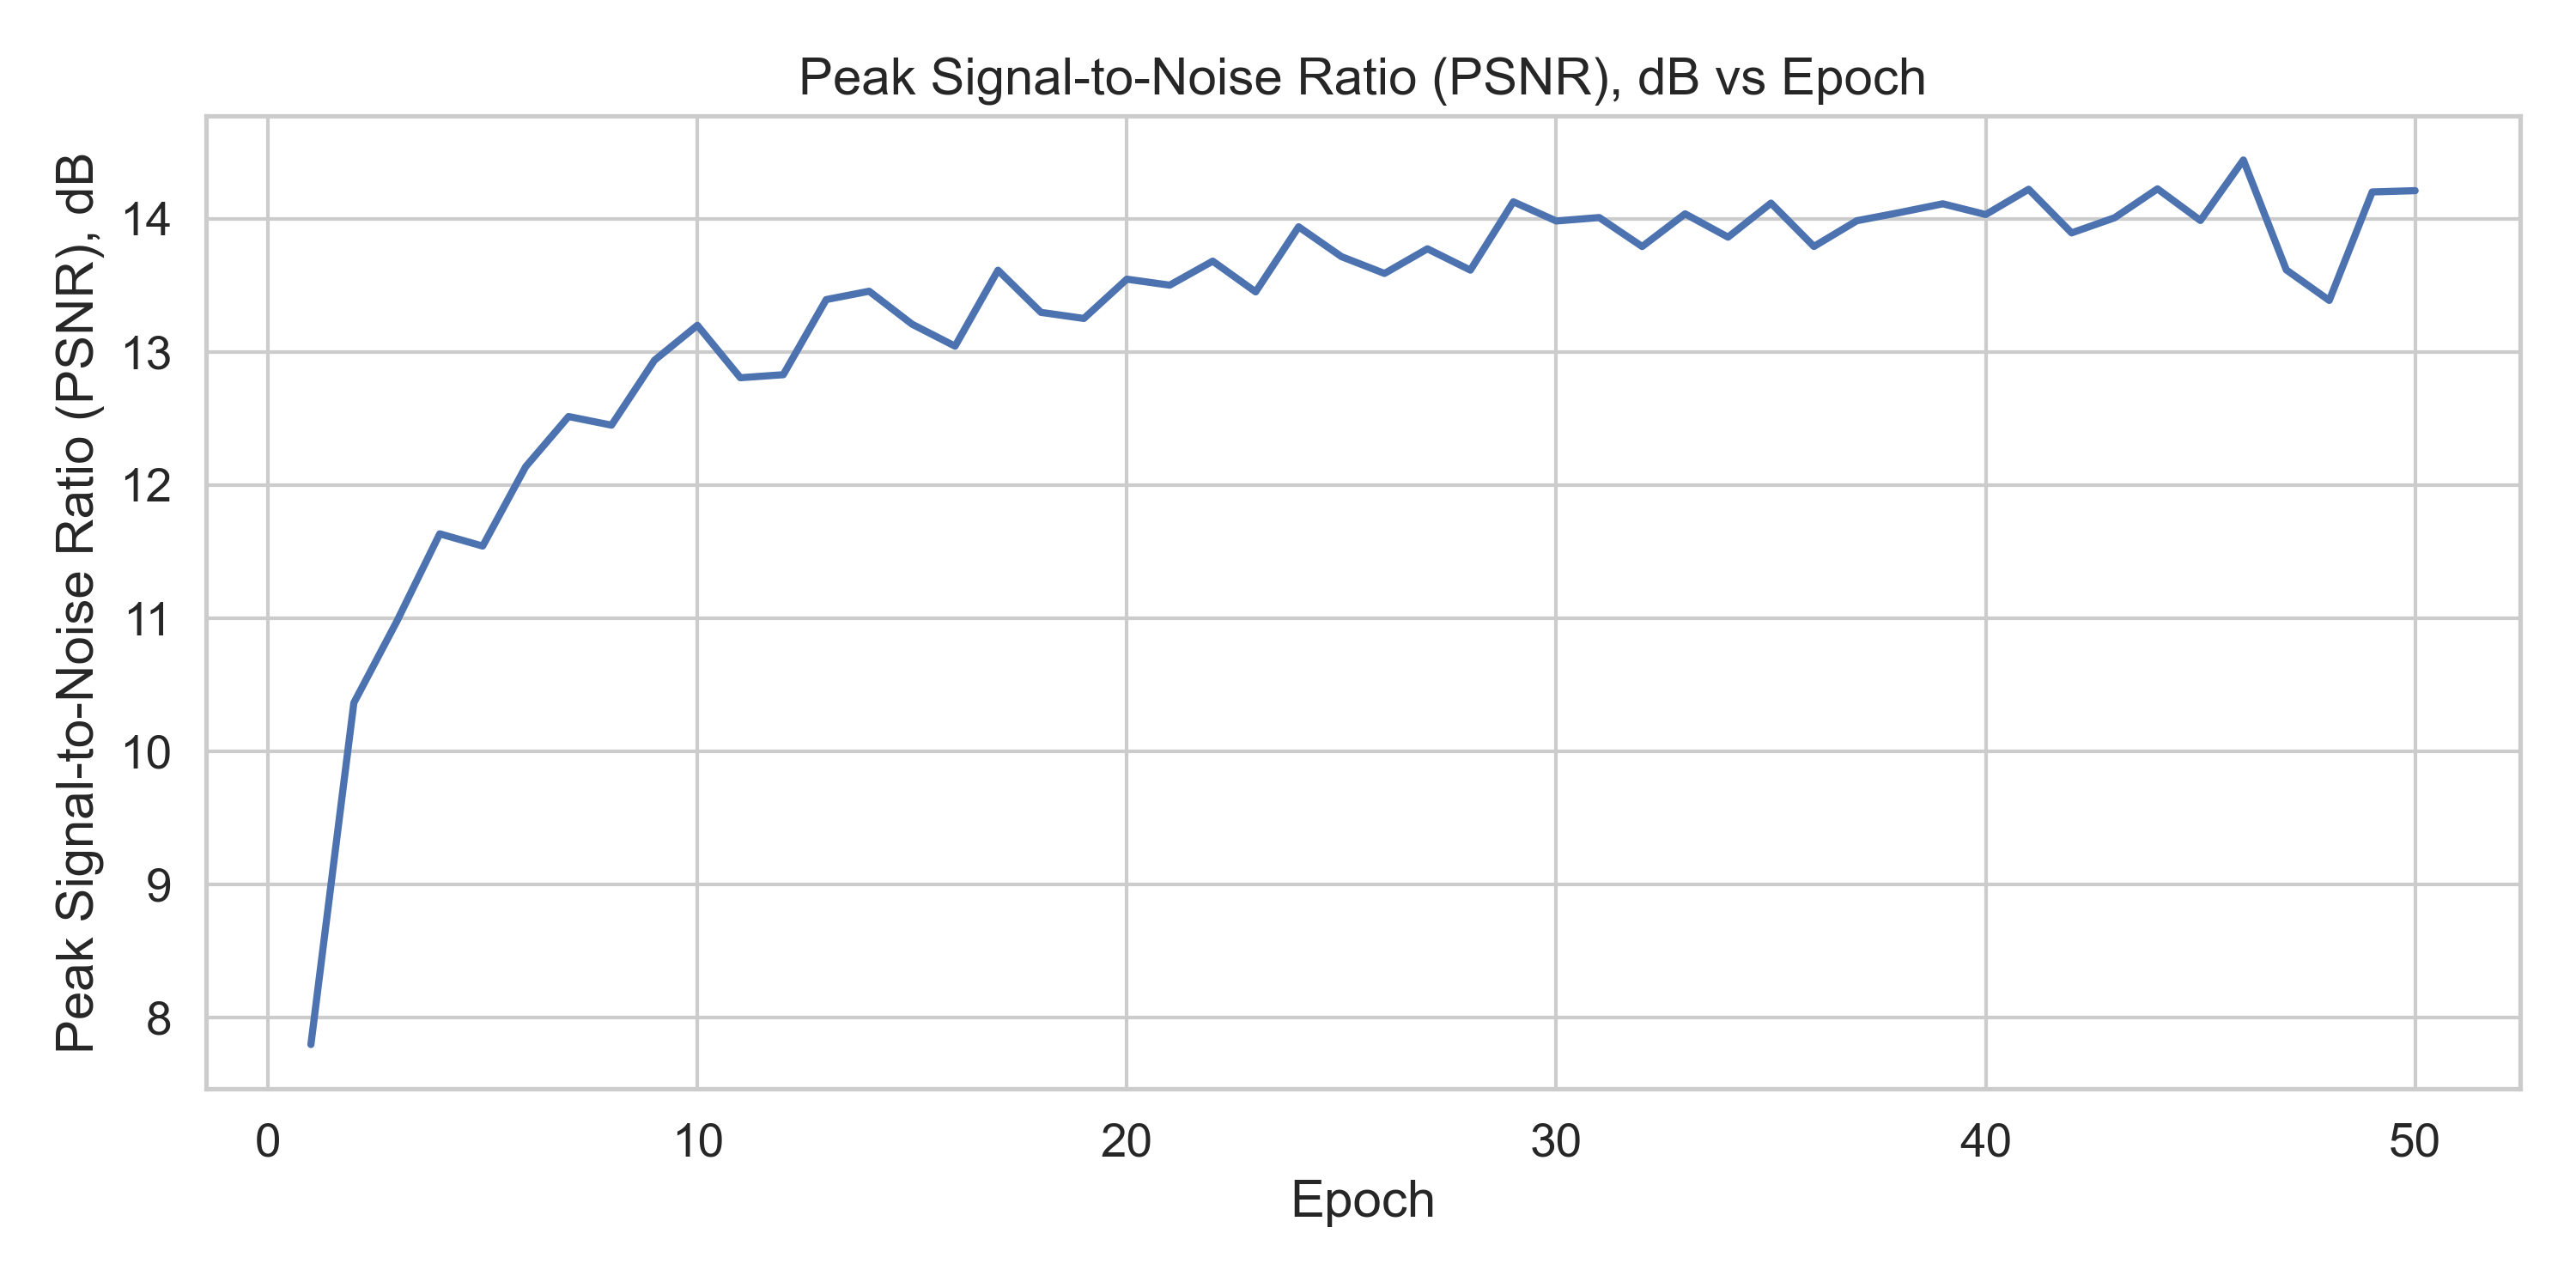 Peak Signal-to-Noise Ratio (PSNR), dB vs Epoch
Peak Signal-to-Noise Ratio (PSNR), dB
14
13
12
11
10
9
8
0 10 20 30 40 50
Epoch